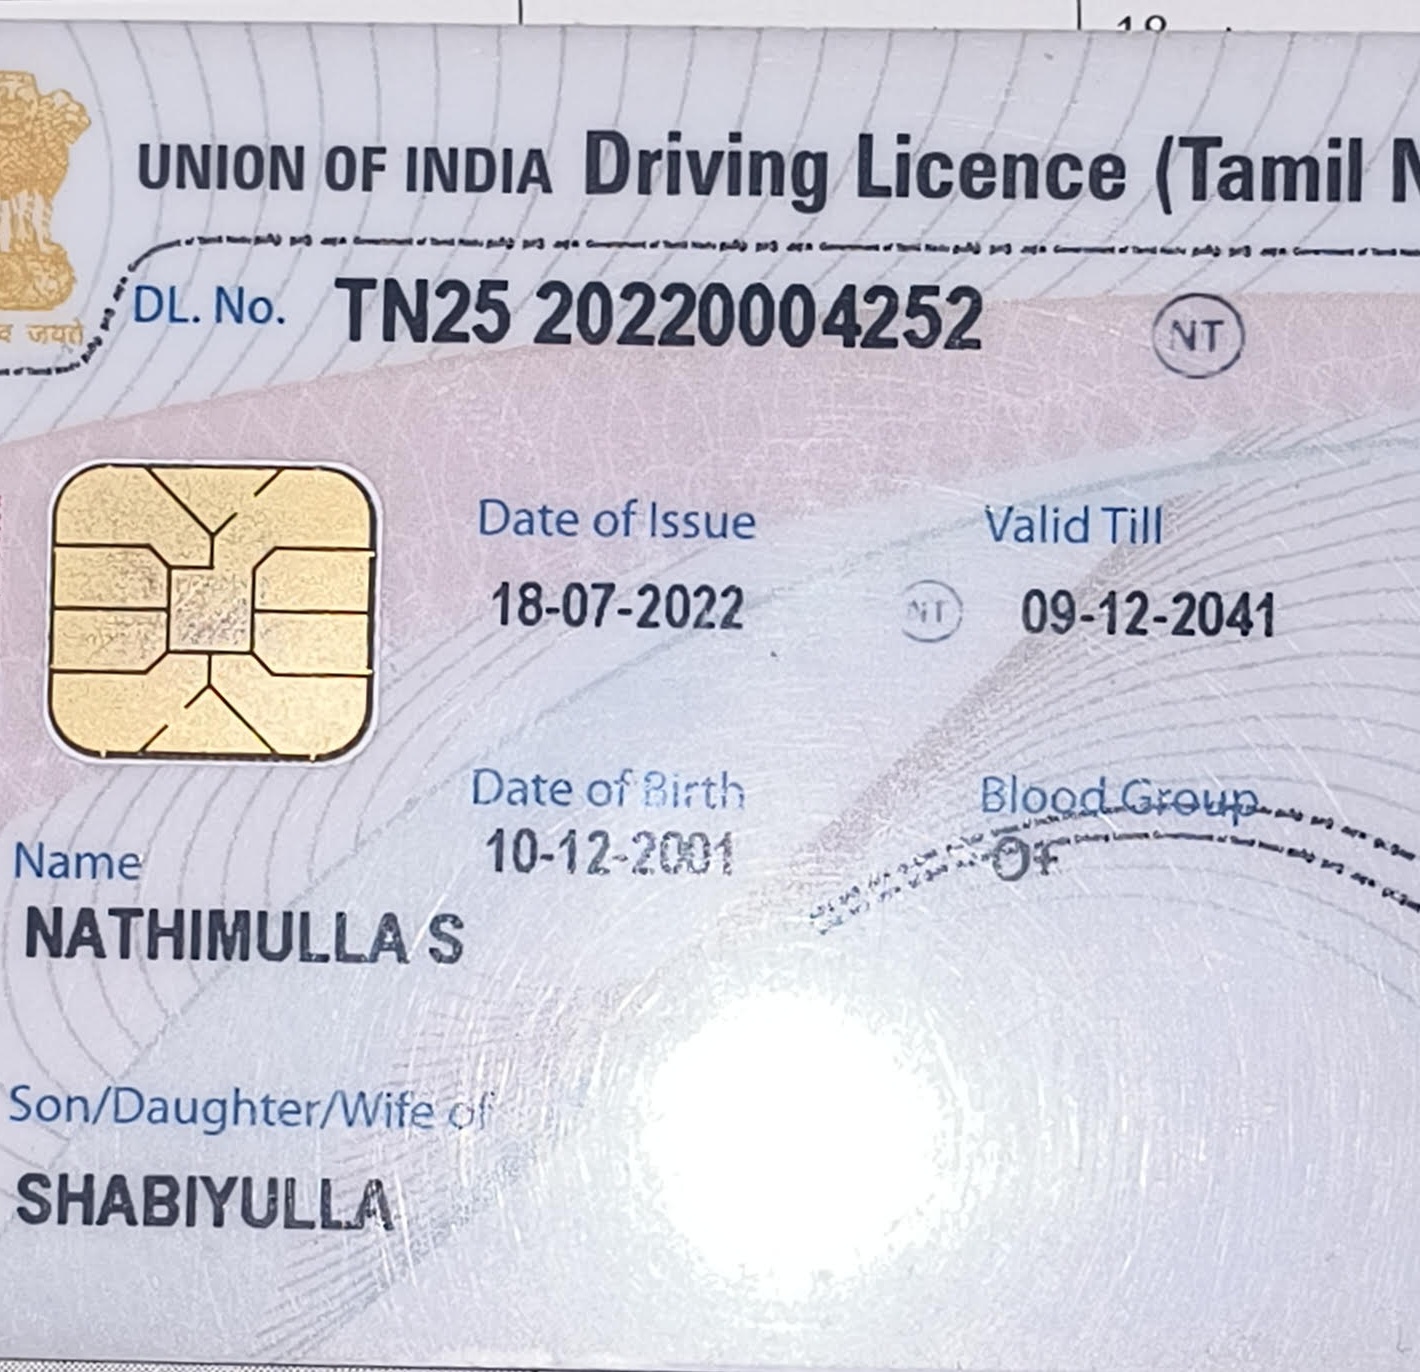 18
UNION OF INDIA Driving Licence (Tamil N
DL. No. TN25 20220004252 NT
व जयते
Date of Issue Valid Till
18-07-2022 NT 09-12-2041
Date of Birth Blood Group
10-12-2001 O+
Name
NATHIMULLA S
Son/Daughter/Wife of
SHABIYULLA